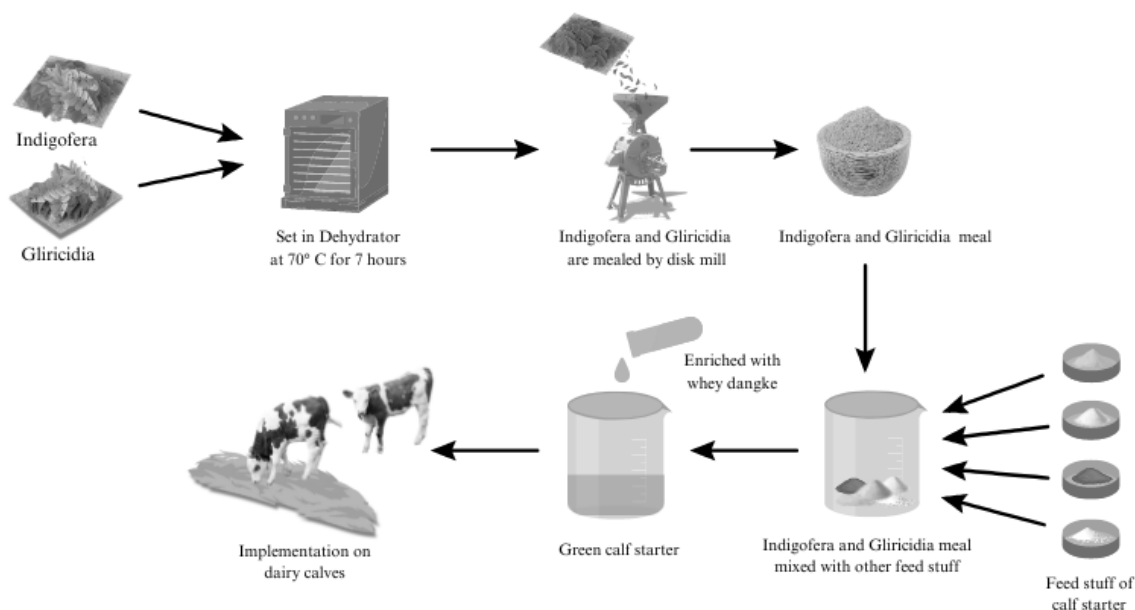 Indigofera
Gliricidia
Set in Dehydrator
at 70° C for 7 hours
Indigofera and Gliricidia
are mealed by disk mill
Indigofera and Gliricidia meal
Enriched with
whey dangke
Implementation on
dairy calves
Green calf starter
Indigofera and Gliricidia meal
mixed with other feed stuff
Feed stuff of
calf starter